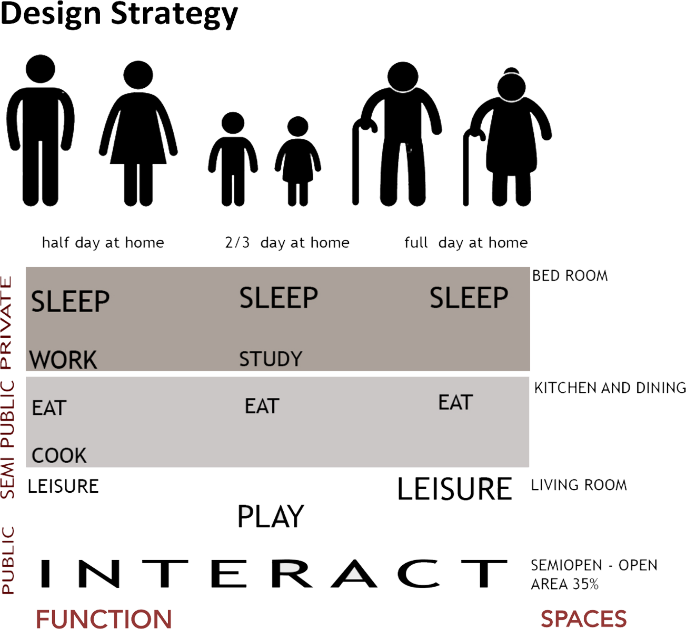 Design Strategy
half day at home
2/3 day at home
full day at home
PRIVATE
SLEEP
SLEEP
SLEEP
BED ROOM
WORK
STUDY
SEMI PUBLIC
EAT
EAT
EAT
KITCHEN AND DINING
COOK
LEISURE
LEISURE
LIVING ROOM
PLAY
PUBLIC
INTERACT
SEMIOPEN - OPEN
AREA 35%
FUNCTION
SPACES